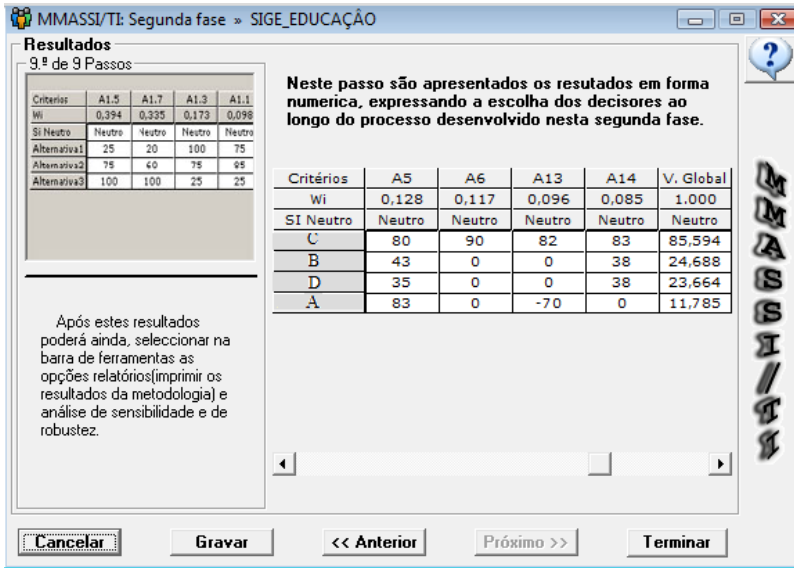 MMASSI/TI: Segunda fase » SIGE_EDUCAÇÂO
Resultados
9.º de 9 Passos
Criterios A1.5 A1.7 A1.3 A1.1
Wi 0,394 0,335 0,173 0,098
Si Neutro Neutro Neutro Neutro Neutro
Alternativa1 25 20 100 75
Alternativa2 75 60 75 95
Alternativa3 100 100 25 25
Após estes resultados
poderá ainda, seleccionar na
barra de ferramentas as
opções relatórios(imprimir os
resultados da metodologia) e
análise de sensibilidade e de
robustez.
Neste passo são apresentados os resutados em forma
numerica, expressando a escolha dos decisores ao
longo do processo desenvolvido nesta segunda fase.
Critérios A5 A6 A13 A14 V. Global
Wi 0,128 0,117 0,096 0,085 1.000
SI Neutro Neutro Neutro Neutro Neutro Neutro
C 80 90 82 83 85,594
B 43 0 0 38 24,688
D 35 0 0 38 23,664
A 83 0 -70 0 11,785
?
MMASSI/TI
Cancelar
Gravar
<< Anterior
Próximo >>
Terminar